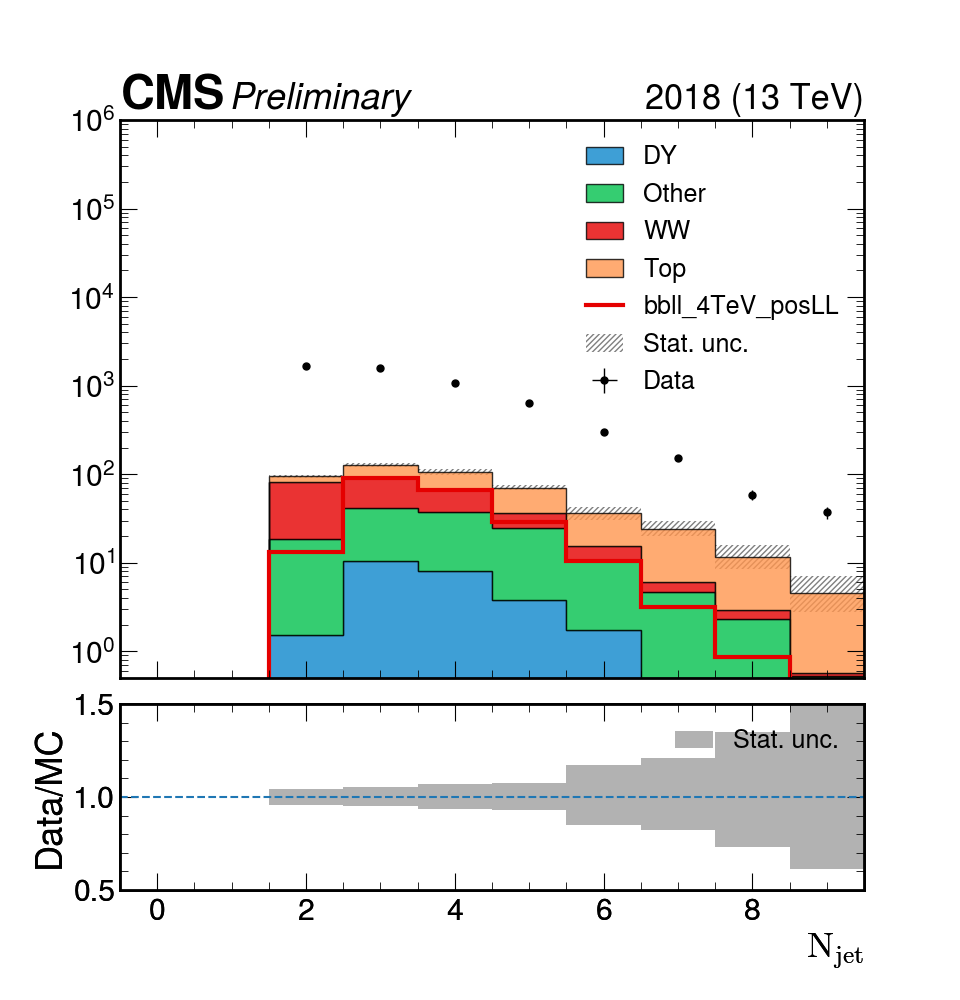 CMS Preliminary 2018 (13 TeV)
10^6
10^5
10^4
10^3
10^2
10^1
10^0
DY
Other
WW
Top
bbll_4TeV_posLL
Stat. unc.
Data
Data/MC
1.5
1.0
0.5
Stat. unc.
0 2 4 6 8
N_jet